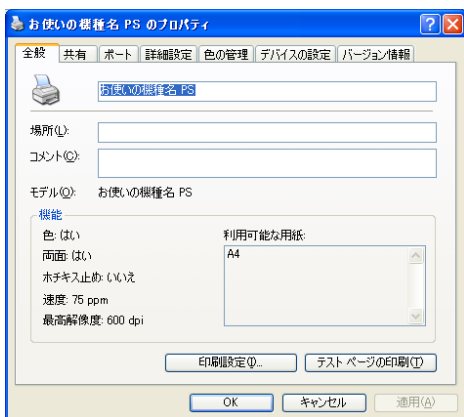 お使いの機種名 PS のプロパティ
全般 共有 ポート 詳細設定 色の管理 デバイスの設定 バージョン情報
お使いの機種名 PS
場所(L):
コメント(C):
モデル(O): お使いの機種名 PS
機能
色: はい
両面: はい
ホチキス止め: いいえ
速度: 75 ppm
最高解像度: 600 dpi
利用可能な用紙:
A4
印刷設定(I)... テスト ページの印刷(T)
OK キャンセル 適用(A)